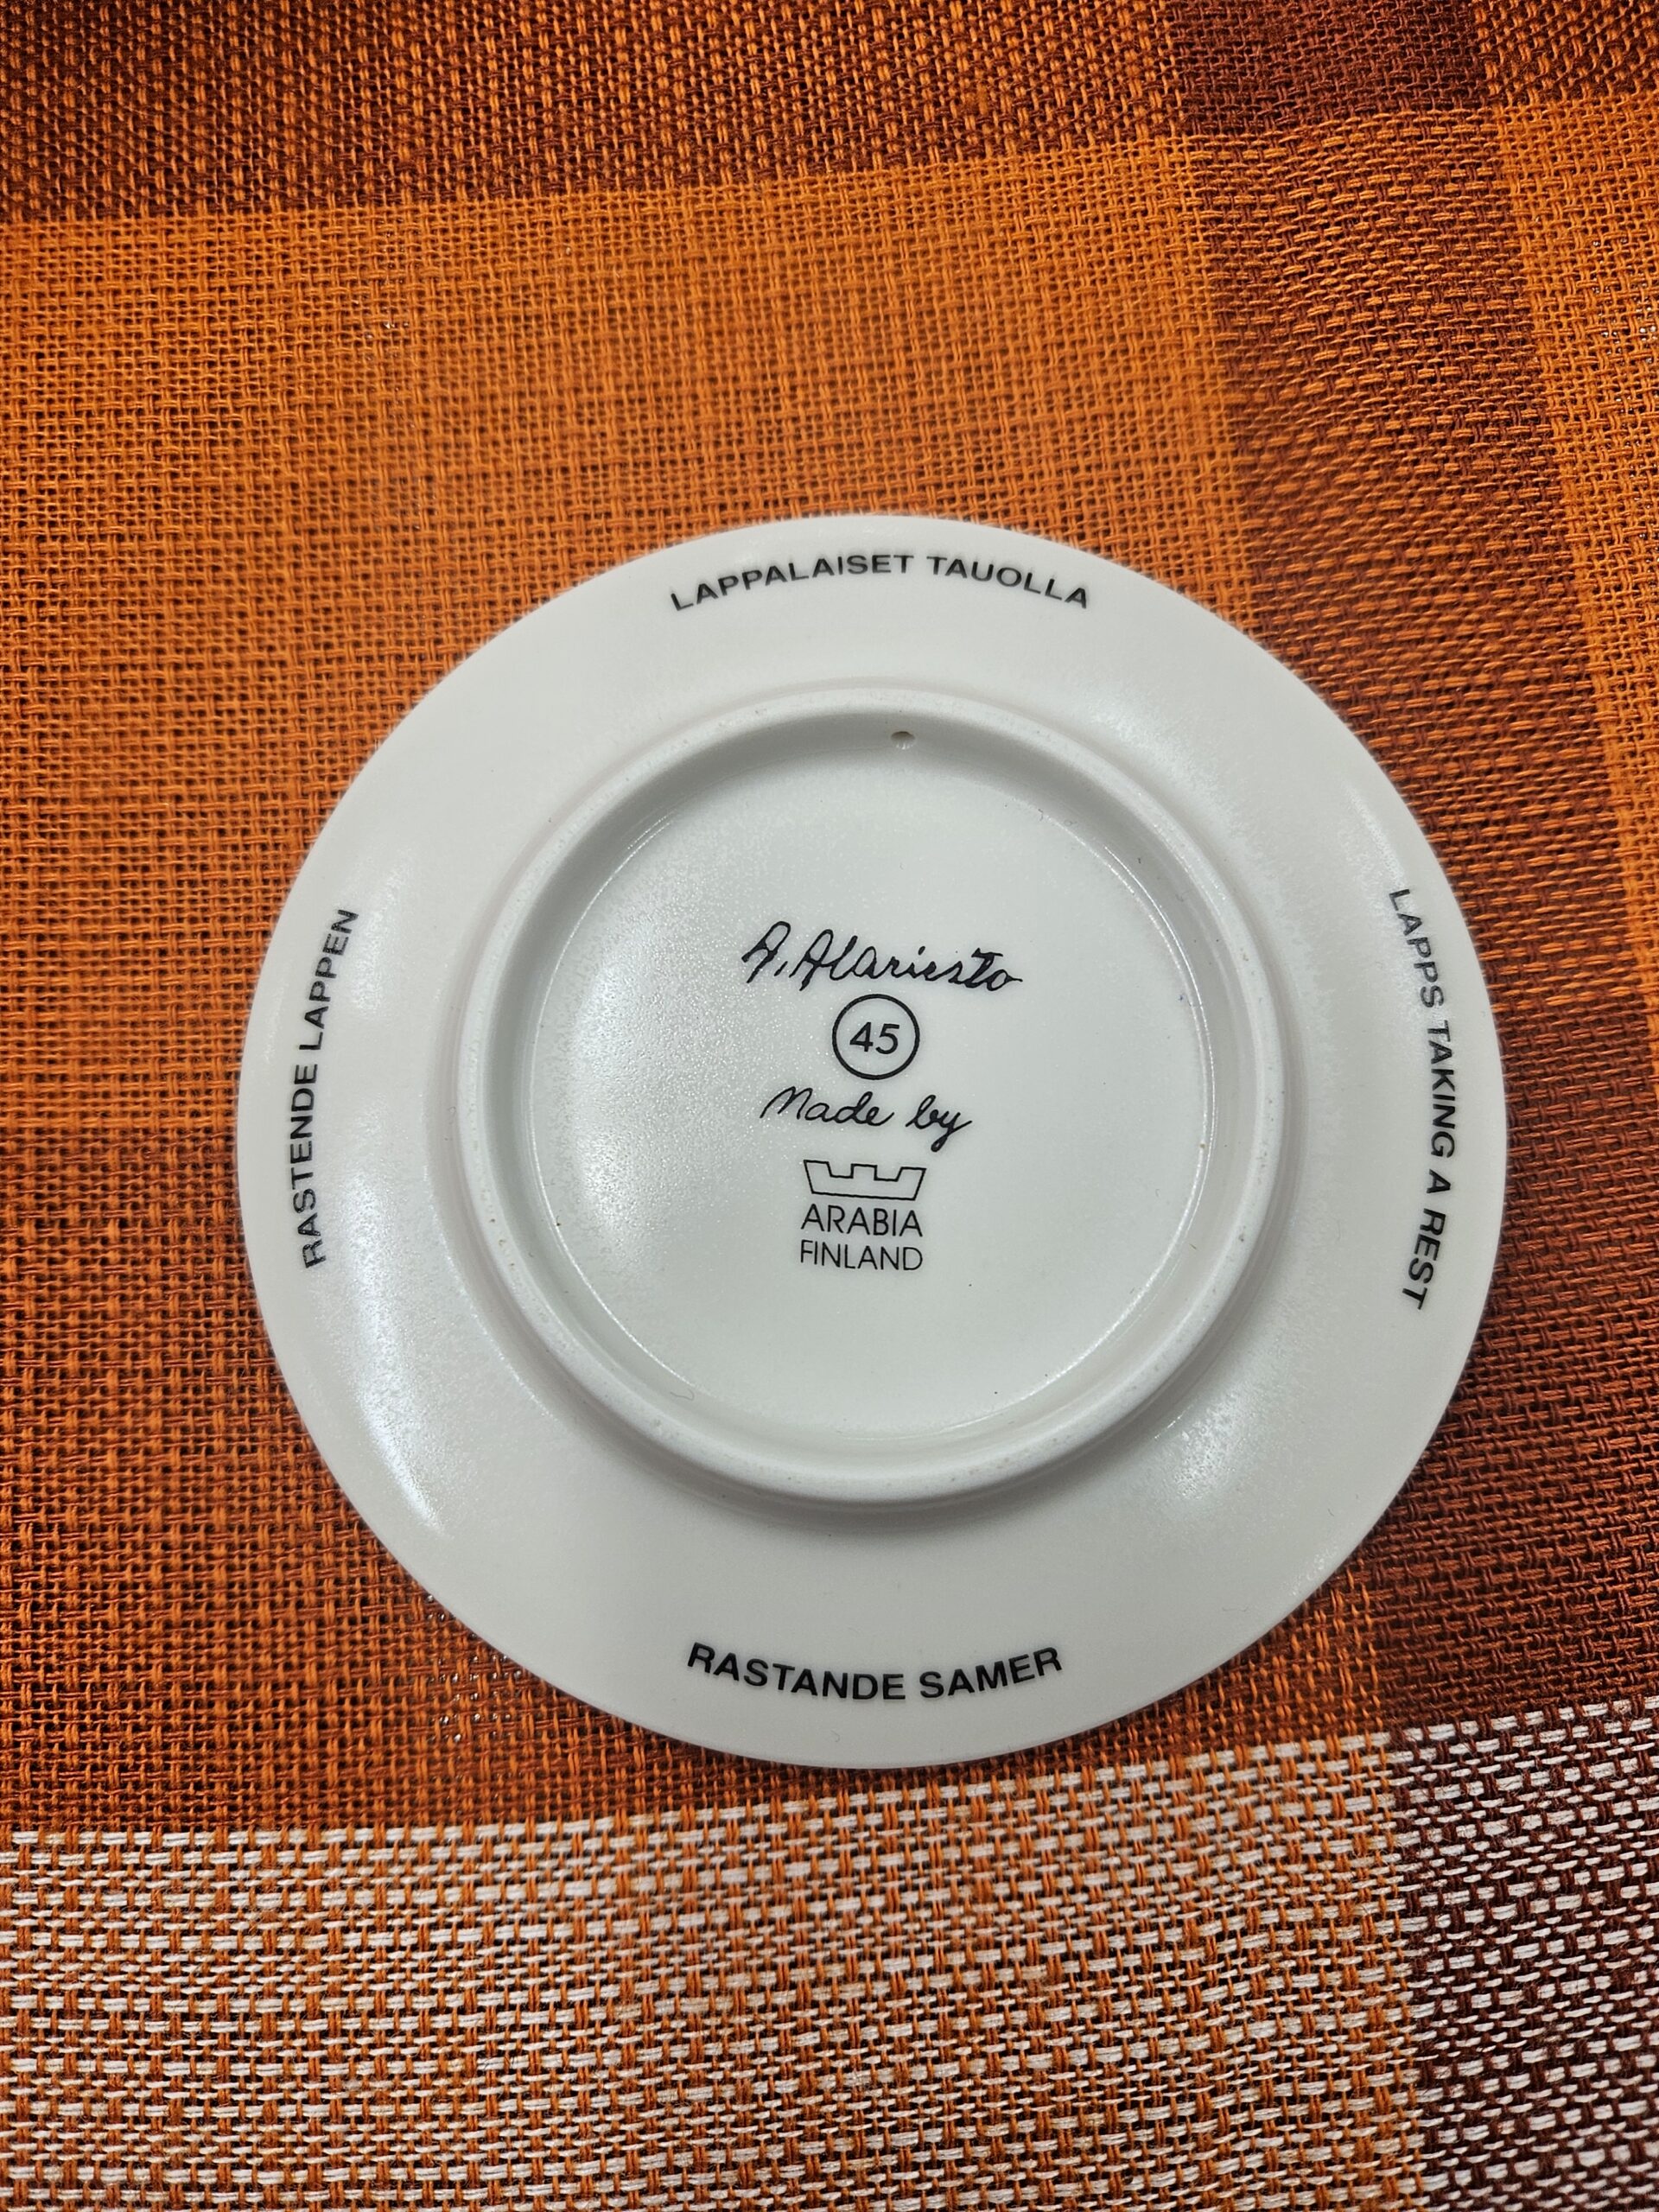 LAPPALAISET TAUOLLA
LAPPS TAKING A REST
RASTANDE SAMER
RASTENDE LAPPEN
A. Alariesto
45
Made by
ARABIA
FINLAND